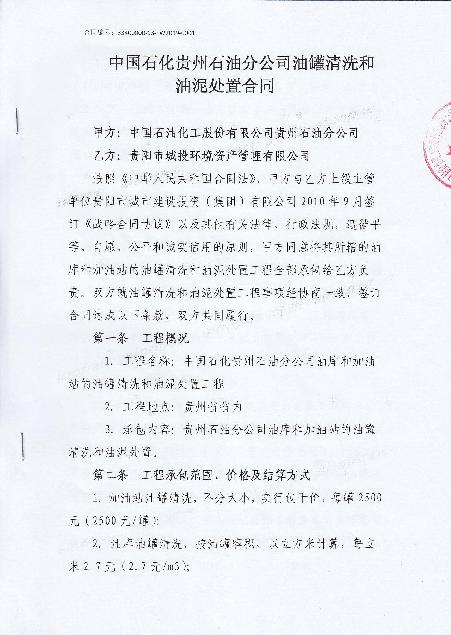 中国石化贵州石油分公司油罐清洗和
油泥处置合同
甲方：中国石油化工股份有限公司贵州石油分公司
乙方：贵阳市城投环境资产管理有限公司
依照《中华人民共和国合同法》、甲方与乙方上级主管
单位贵阳市城市建设投资（集团）有限公司2010年9月签
订《战略合同协议》以及其他有关法律、行政法规，遵循平
等、自愿、公平和诚实信用的原则，甲方同意将其所辖的油
库和加油站的油罐清洗和油泥处置工程全部承包给乙方负
责。双方就油罐清洗和油泥处置工程事项经协商一致，签订
合同达成以下条款，双方共同履行。
第一条 工程概况
1. 工程名称：中国石化贵州石油分公司油库和加油
站的油罐清洗和油泥处置工程
2. 工程地点：贵州省省内
3. 承包内容：贵州石油分公司油库和加油站的油罐
清洗和油泥处置。
第二条 工程承包范围、价格及结算方式
1. 加油站油罐清洗，不分大小，实行包干价，每罐2500
元（2500元/罐）；
2. 油库油罐清洗，按油罐容积，以立方米计算，每立
米2.7元（2.7元/m3）；